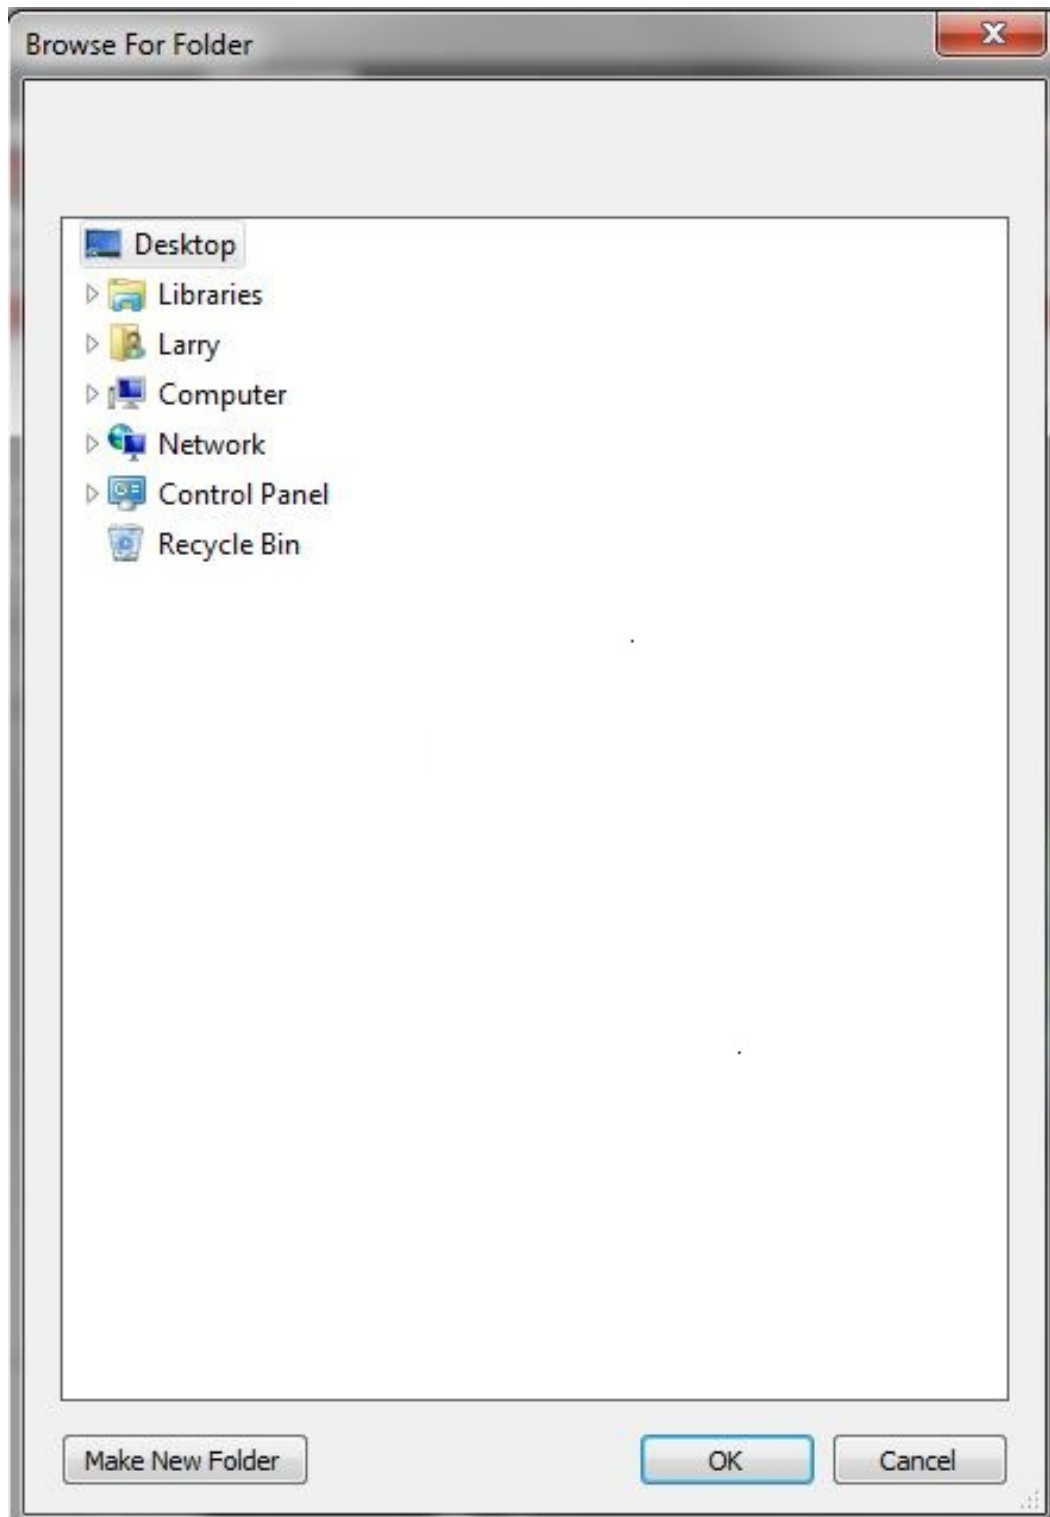 Browse For Folder
Desktop
Libraries
Larry
Computer
Network
Control Panel
Recycle Bin
Make New Folder
OK
Cancel